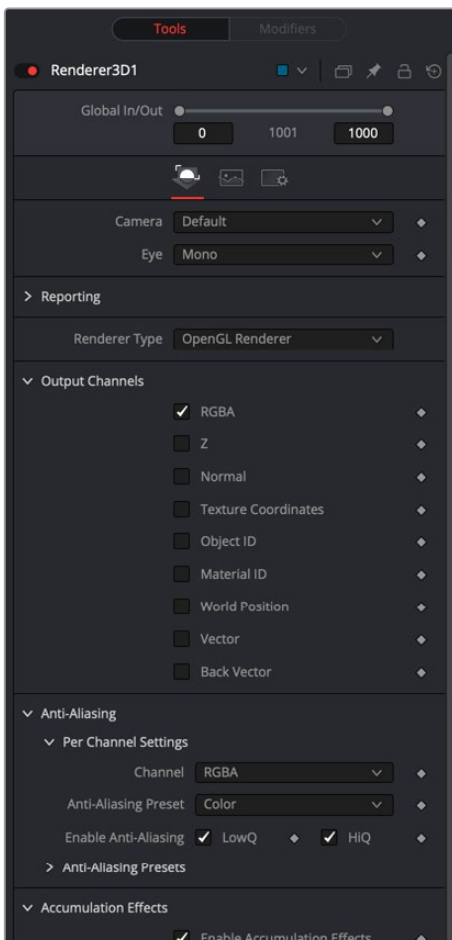 Tools Modifiers
Renderer3D1
Global In/Out
0 1001 1000
Camera Default
Eye Mono
Reporting
Renderer Type OpenGL Renderer
Output Channels
RGBA
Z
Normal
Texture Coordinates
Object ID
Material ID
World Position
Vector
Back Vector
Anti-Aliasing
Per Channel Settings
Channel RGBA
Anti-Aliasing Preset Color
Enable Anti-Aliasing LowQ HiQ
Anti-Aliasing Presets
Accumulation Effects
Enable Accumulation Effects